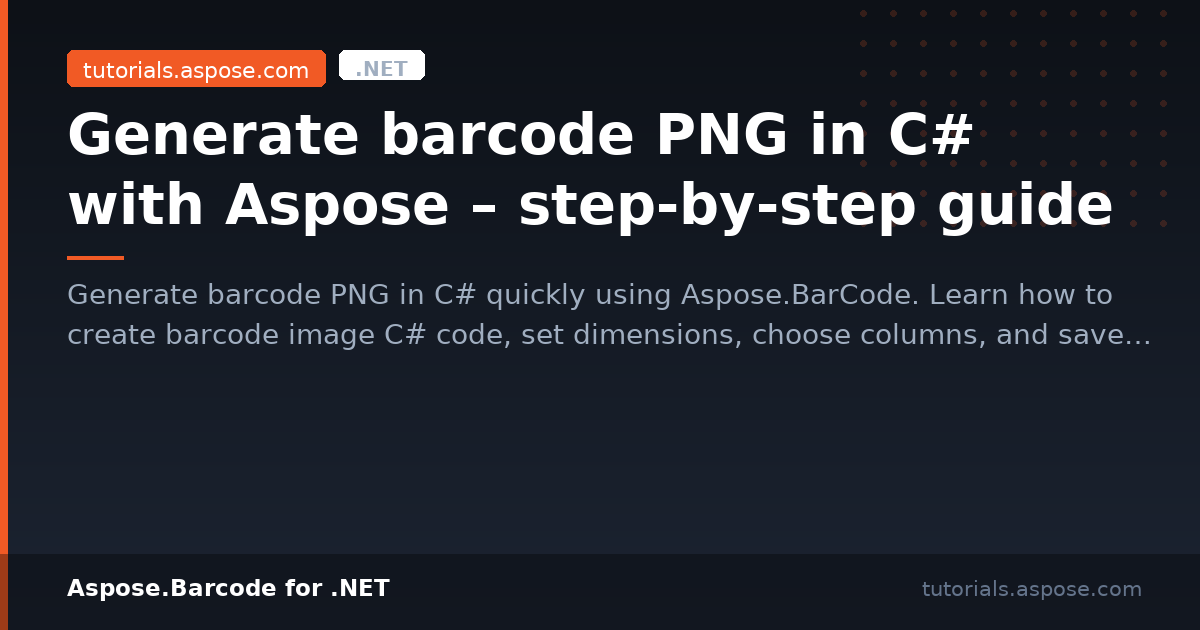 tutorials.aspose.com
.NET
Generate barcode PNG in C#
with Aspose – step-by-step guide
Generate barcode PNG in C# quickly using Aspose.BarCode. Learn how to
create barcode image C# code, set dimensions, choose columns, and save…
Aspose.Barcode for .NET
tutorials.aspose.com